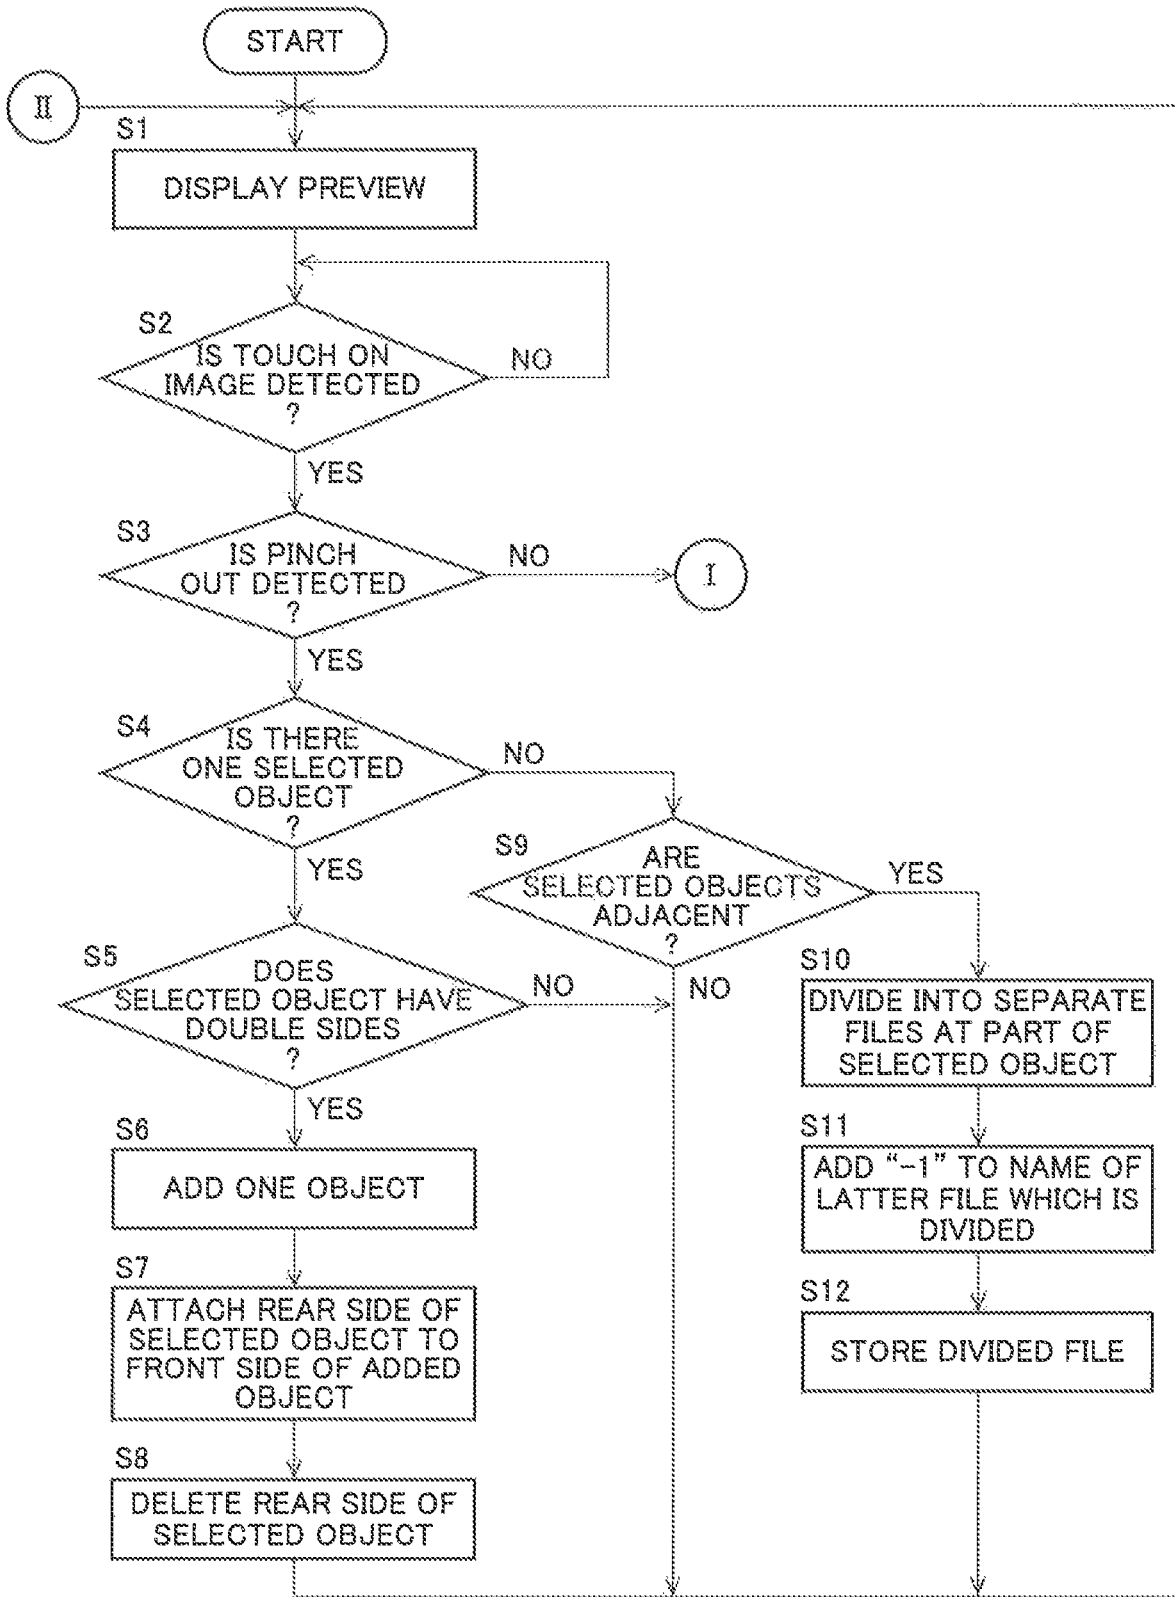 START
II
S1
DISPLAY PREVIEW
S2
IS TOUCH ON
IMAGE DETECTED
?
NO
YES
S3
IS PINCH
OUT DETECTED
?
NO
I
YES
S4
IS THERE
ONE SELECTED
OBJECT
?
NO
YES
S9
ARE
SELECTED OBJECTS
ADJACENT
?
YES
NO
S5
DOES
SELECTED OBJECT HAVE
DOUBLE SIDES
?
NO
YES
S10
DIVIDE INTO SEPARATE
FILES AT PART OF
SELECTED OBJECT
S6
ADD ONE OBJECT
S11
ADD “-1” TO NAME OF
LATTER FILE WHICH IS
DIVIDED
S7
ATTACH REAR SIDE OF
SELECTED OBJECT TO
FRONT SIDE OF ADDED
OBJECT
S12
STORE DIVIDED FILE
S8
DELETE REAR SIDE OF
SELECTED OBJECT